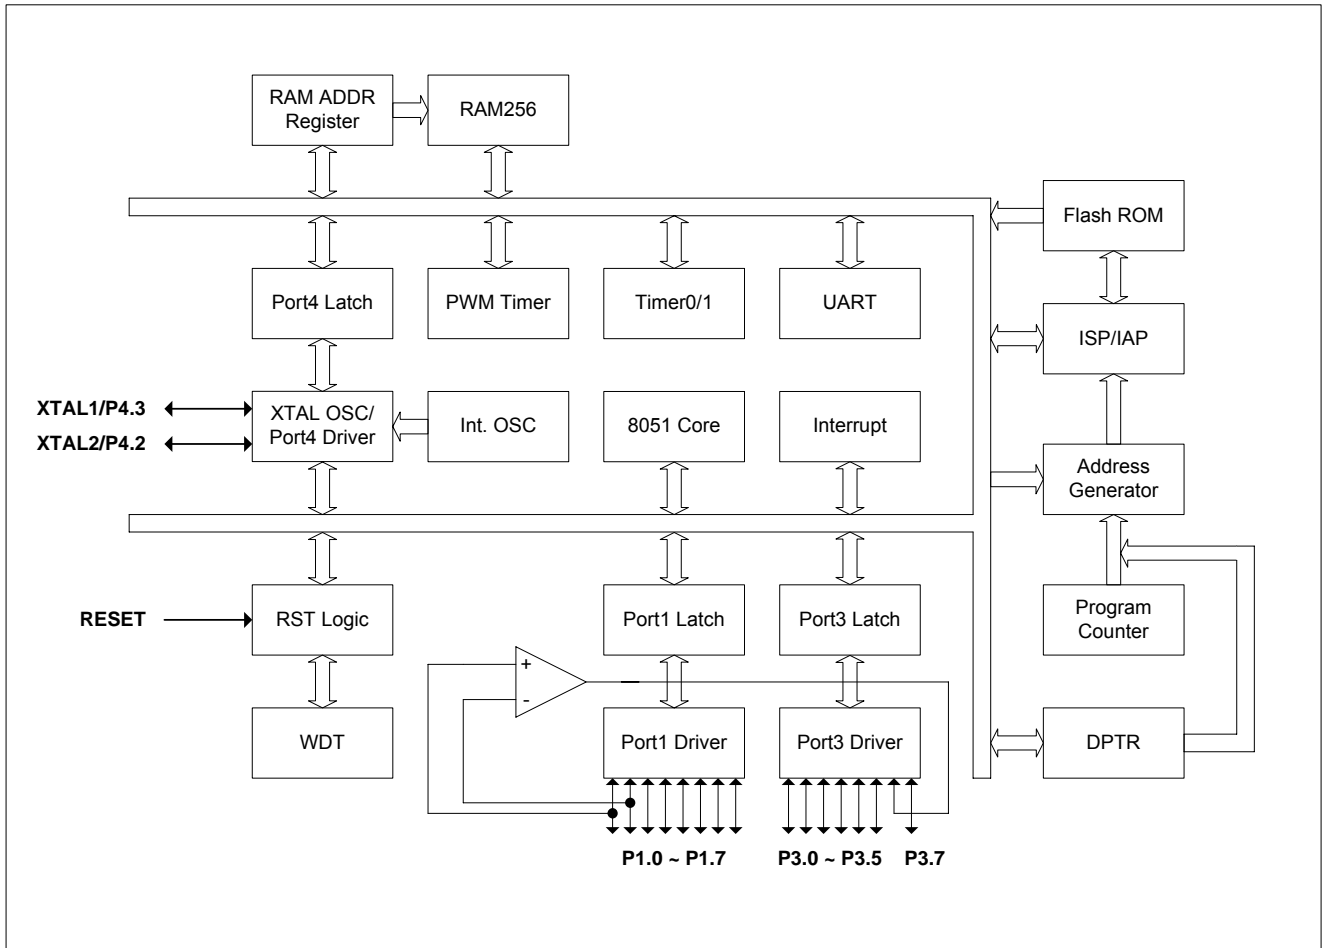 RAM ADDR
Register
RAM256
Flash ROM
Port4 Latch
PWM Timer
Timer0/1
UART
ISP/IAP
XTAL1/P4.3
XTAL2/P4.2
XTAL OSC/
Port4 Driver
Int. OSC
8051 Core
Interrupt
Address
Generator
RESET
RST Logic
Port1 Latch
Port3 Latch
Program
Counter
+
-
WDT
Port1 Driver
Port3 Driver
DPTR
P1.0 ~ P1.7
P3.0 ~ P3.5
P3.7